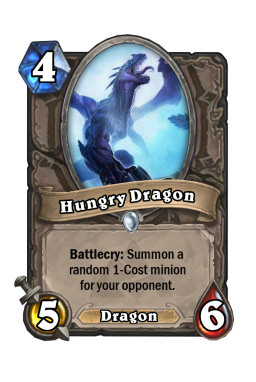 4
Hungry Dragon
Battlecry: Summon a
random 1-Cost minion
for your opponent.
5
Dragon
6